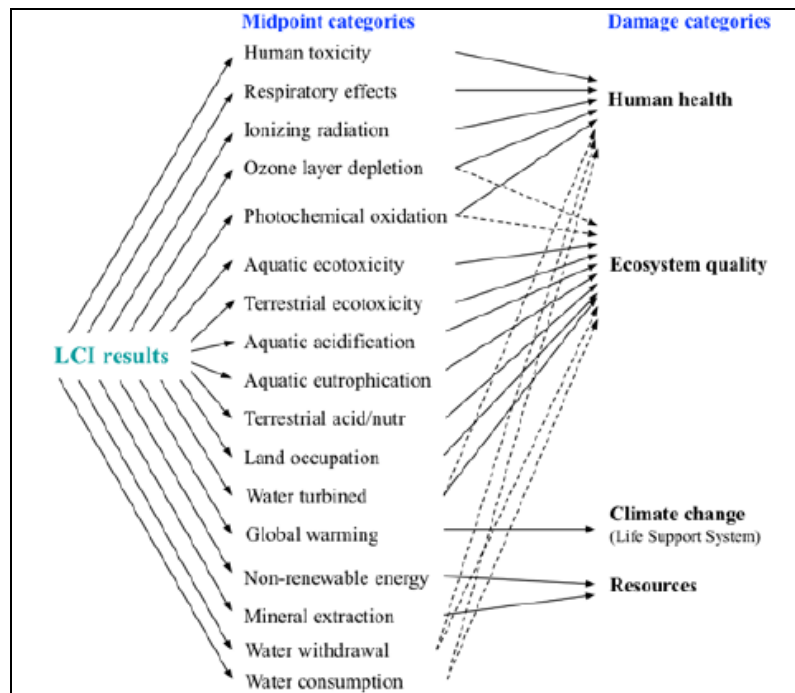 Midpoint categories
Damage categories
Human toxicity
Respiratory effects
Human health
Ionizing radiation
Ozone layer depletion
Photochemical oxidation
Aquatic ecotoxicity
Ecosystem quality
Terrestrial ecotoxicity
Aquatic acidification
LCI results
Aquatic eutrophication
Terrestrial acid/nutr
Land occupation
Water turbined
Climate change
Global warming
(Life Support System)
Non-renewable energy
Resources
Mineral extraction
Water withdrawal
Water consumption